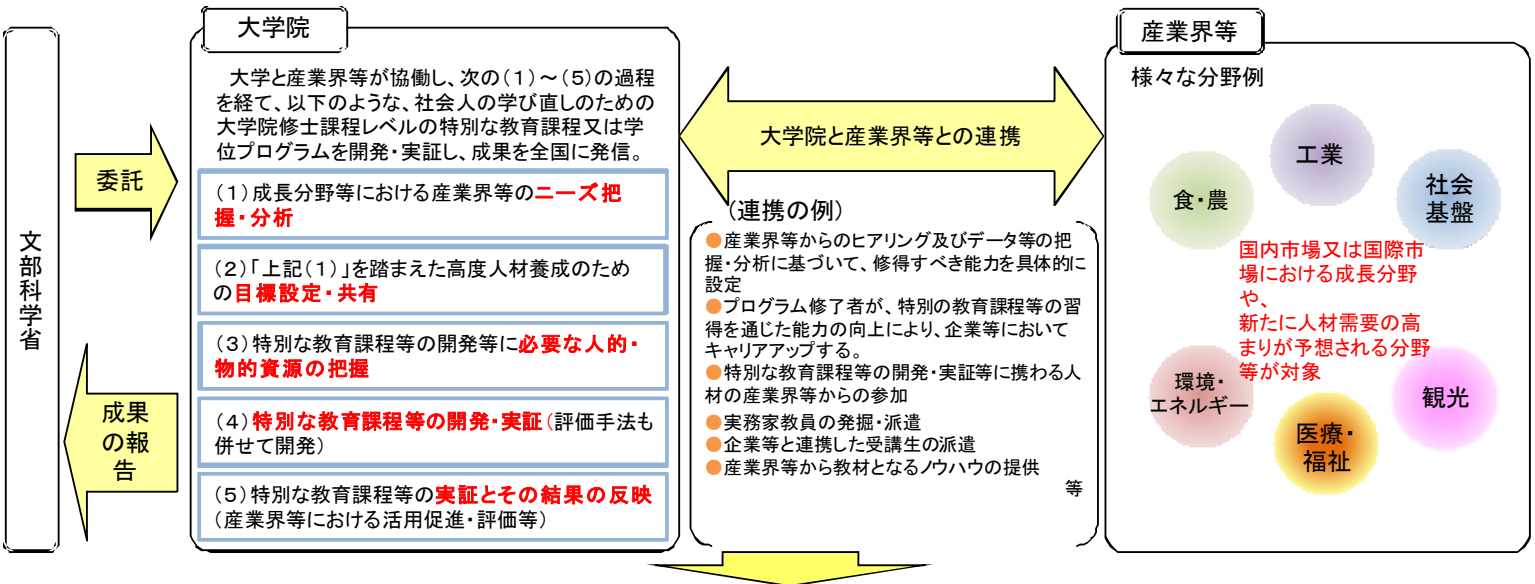 文部科学省
委託
成果
の報
告
大学院
大学と産業界等が協働し、次の(1)~(5)の過程
を経て、以下のような、社会人の学び直しのための
大学院修士課程レベルの特別な教育課程又は学
位プログラムを開発・実証し、成果を全国に発信。
(1)成長分野等における産業界等のニーズ把
握・分析
(2)「上記(1)」を踏まえた高度人材養成のため
の目標設定・共有
(3)特別な教育課程等の開発等に必要な人的・
物的資源の把握
(4)特別な教育課程等の開発・実証(評価手法も
併せて開発)
(5)特別な教育課程等の実証とその結果の反映
(産業界等における活用促進・評価等)
大学院と産業界等との連携
(連携の例)
●産業界等からのヒアリング及びデータ等の把
握・分析に基づいて、修得すべき能力を具体的に
設定
●プログラム修了者が、特別の教育課程等の習
得を通じた能力の向上により、企業等において
キャリアアップする。
●特別な教育課程等の開発・実証等に携わる人
材の産業界等からの参加
●実務家教員の発掘・派遣
●企業等と連携した受講生の派遣
●産業界等から教材となるノウハウの提供
等
産業界等
様々な分野例
工業
食・農
社会
基盤
国内市場又は国際市
場における成長分野
や、
新たに人材需要の高
まりが予想される分野
等が対象
環境・
エネルギー
観光
医療・
福祉